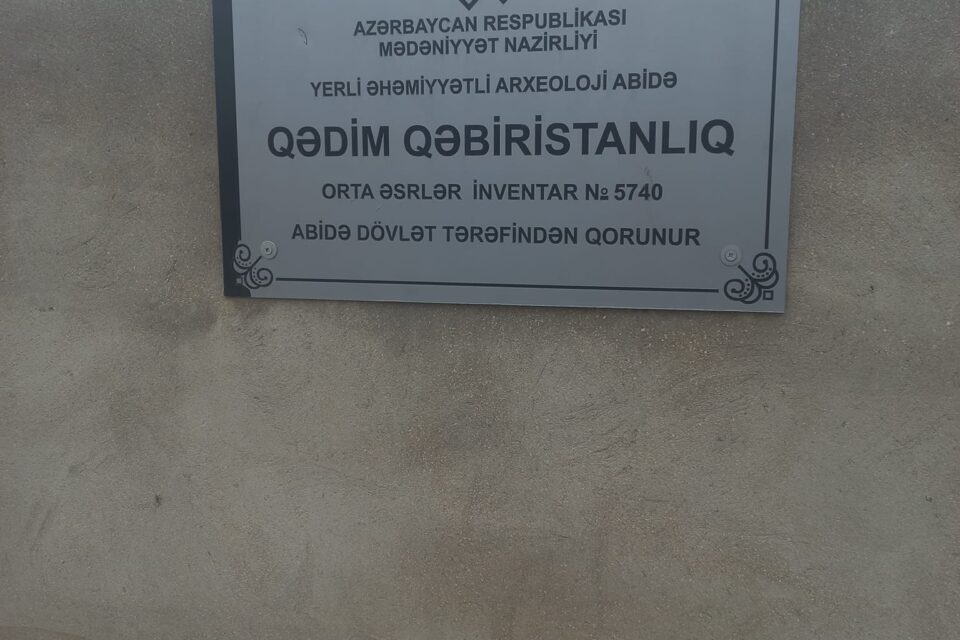 AZƏRBAYCAN RESPUBLİKASI
MƏDƏNİYYƏT NAZİRLİYİ
YERLİ ƏHƏMİYYƏTLİ ARXEOLOJİ ABİDƏ
QƏDİM QƏBİRİSTANLIQ
ORTA ƏSRLƏR İNVENTAR № 5740
ABİDƏ DÖVLƏT TƏRƏFİNDƏN QORUNUR